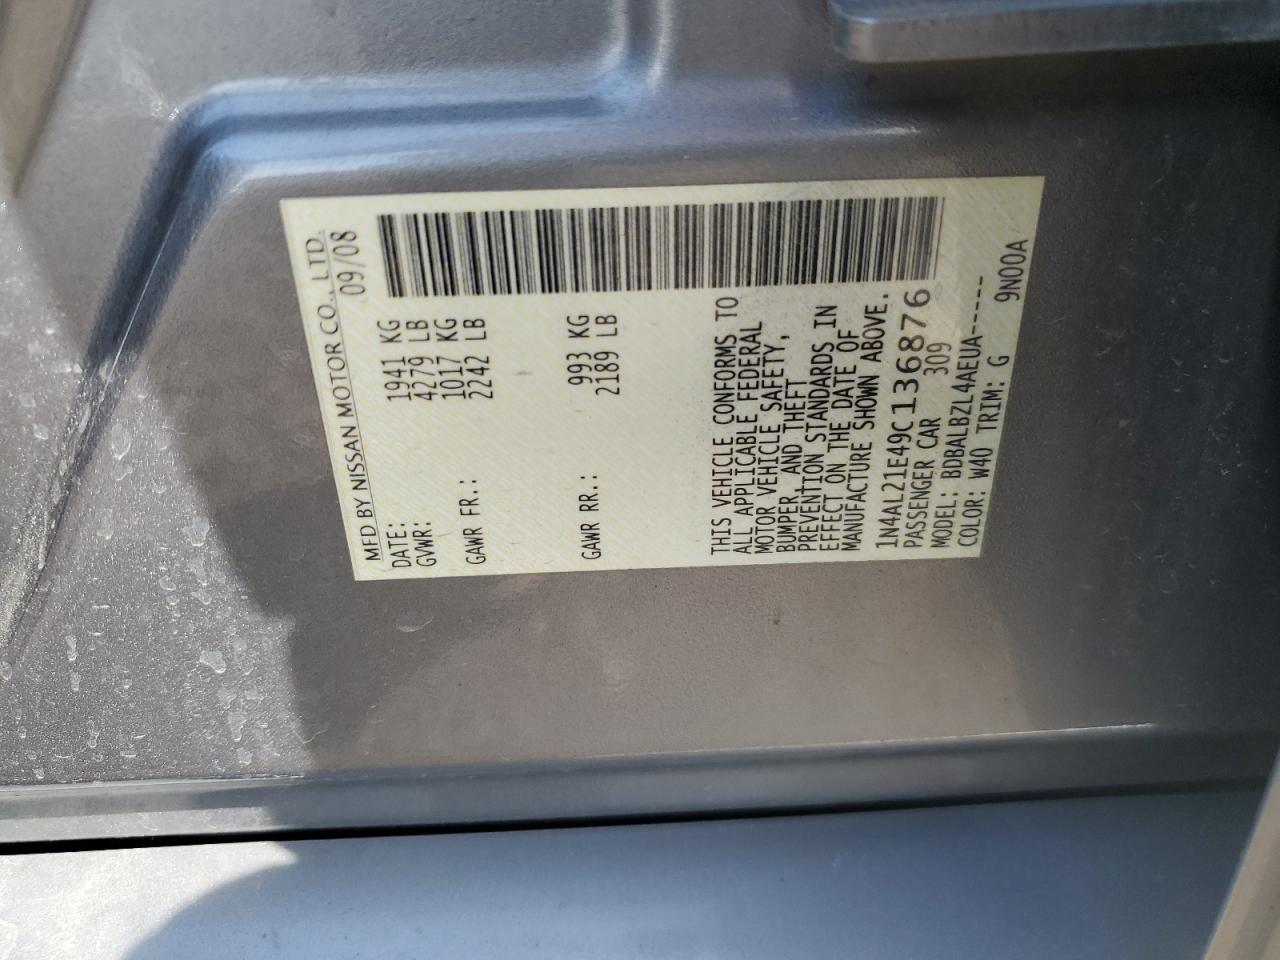 MFD BY NISSAN MOTOR CO., LTD.
DATE: 09/08
GVWR: 1941 KG
4279 LB
GAWR FR.: 1017 KG
2242 LB
GAWR RR.: 993 KG
2189 LB
THIS VEHICLE CONFORMS TO
ALL APPLICABLE FEDERAL
MOTOR VEHICLE SAFETY,
BUMPER, AND THEFT
PREVENTION STANDARDS IN
EFFECT ON THE DATE OF
MANUFACTURE SHOWN ABOVE.
1N4AL21E49C136876
PASSENGER CAR 309
MODEL: BDBALBZL4AEUA-----
COLOR: W40 TRIM: G 9N00A